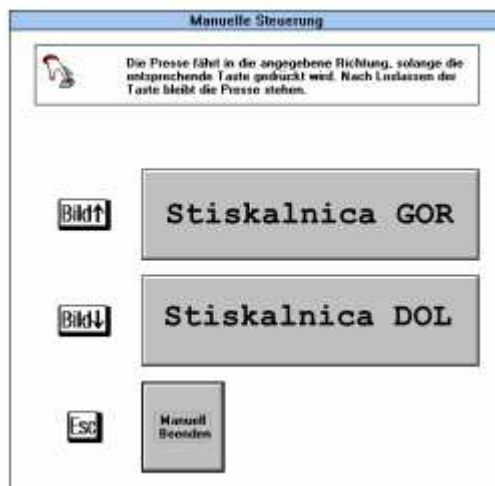 Manuelle Steuerung
Die Presse fährt in die angegebene Richtung, solange die
entsprechende Taste gedrückt wird. Nach Loslassen der
Taste bleibt die Presse stehen.
Bild↑ Stiskalnica GOR
Bild↓ Stiskalnica DOL
Esc Manuell
Beenden